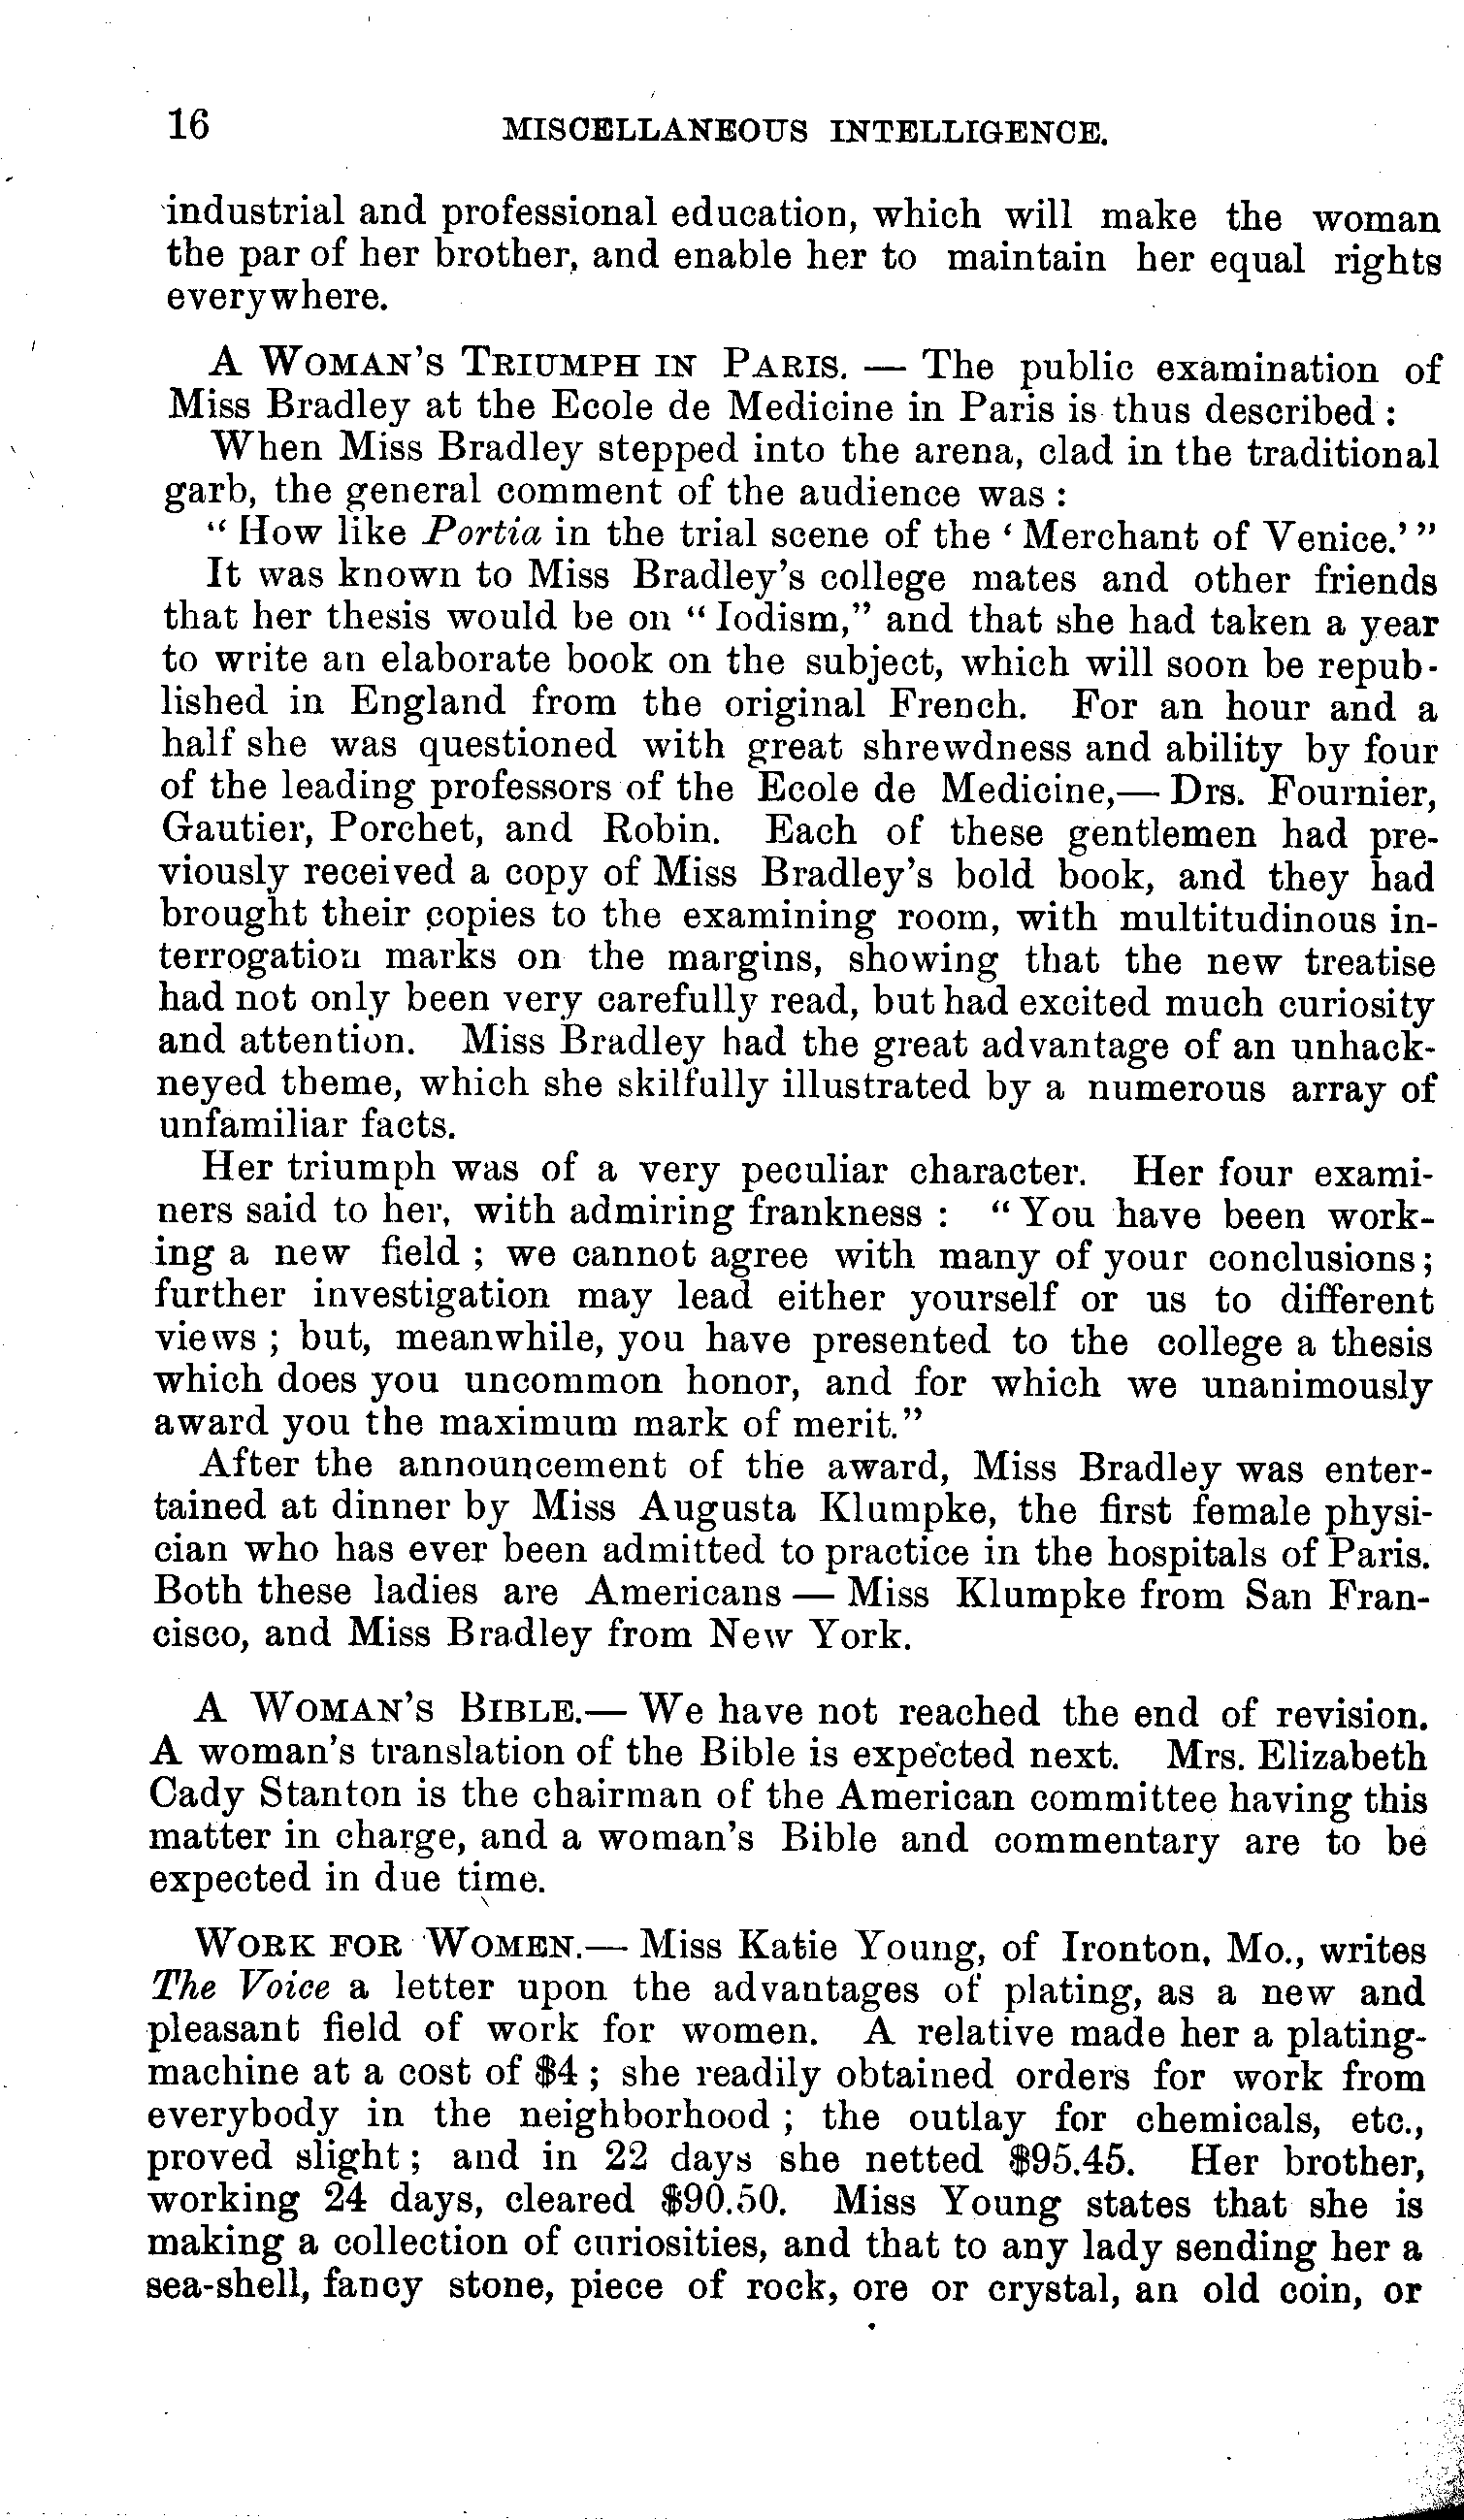 16 MISCELLANEOUS INTELLIGENCE.
industrial and professional education, which will make the woman
the par of her brother, and enable her to maintain her equal rights
everywhere.
A WOMAN'S TRIUMPH IN PARIS. — The public examination of
Miss Bradley at the Ecole de Medicine in Paris is thus described :
When Miss Bradley stepped into the arena, clad in the traditional
garb, the general comment of the audience was :
" How like Portia in the trial scene of the ' Merchant of Venice.' "
It was known to Miss Bradley's college mates and other friends
that her thesis would be on " Iodism," and that she had taken a year
to write an elaborate book on the subject, which will soon be repub-
lished in England from the original French. For an hour and a
half she was questioned with great shrewdness and ability by four
of the leading professors of the Ecole de Medicine,— Drs. Fournier,
Gautier, Porchet, and Robin. Each of these gentlemen had pre-
viously received a copy of Miss Bradley's bold book, and they had
brought their copies to the examining room, with multitudinous in-
terrogation marks on the margins, showing that the new treatise
had not only been very carefully read, but had excited much curiosity
and attention. Miss Bradley had the great advantage of an unhack-
neyed theme, which she skilfully illustrated by a numerous array of
unfamiliar facts.
Her triumph was of a very peculiar character. Her four exami-
ners said to her, with admiring frankness : " You have been work-
ing a new field ; we cannot agree with many of your conclusions ;
further investigation may lead either yourself or us to different
views ; but, meanwhile, you have presented to the college a thesis
which does you uncommon honor, and for which we unanimously
award you the maximum mark of merit."
After the announcement of the award, Miss Bradley was enter-
tained at dinner by Miss Augusta Klumpke, the first female physi-
cian who has ever been admitted to practice in the hospitals of Paris.
Both these ladies are Americans — Miss Klumpke from San Fran-
cisco, and Miss Bradley from New York.
A WOMAN'S BIBLE.— We have not reached the end of revision.
A woman's translation of the Bible is expected next. Mrs. Elizabeth
Cady Stanton is the chairman of the American committee having this
matter in charge, and a woman's Bible and commentary are to be
expected in due time.
WORK FOR WOMEN.— Miss Katie Young, of Ironton, Mo., writes
The Voice a letter upon the advantages of plating, as a new and
pleasant field of work for women. A relative made her a plating-
machine at a cost of $4 ; she readily obtained orders for work from
everybody in the neighborhood ; the outlay for chemicals, etc.,
proved slight ; and in 22 days she netted $95.45. Her brother,
working 24 days, cleared $90.50. Miss Young states that she is
making a collection of curiosities, and that to any lady sending her a
sea-shell, fancy stone, piece of rock, ore or crystal, an old coin, or